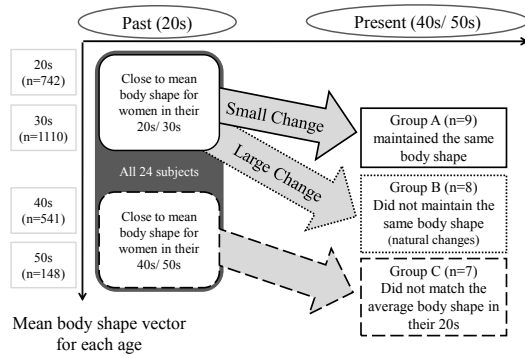 Past (20s)
Present (40s/ 50s)
20s
(n=742)
30s
(n=1110)
40s
(n=541)
50s
(n=148)
Mean body shape vector
for each age
Close to mean
body shape for
women in their
20s/ 30s
All 24 subjects
Close to mean
body shape for
women in their
40s/ 50s
Small Change
Large Change
Group A (n=9)
maintained the same
body shape
Group B (n=8)
Did not maintain the
same body shape
(natural changes)
Group C (n=7)
Did not match the
average body shape in
their 20s